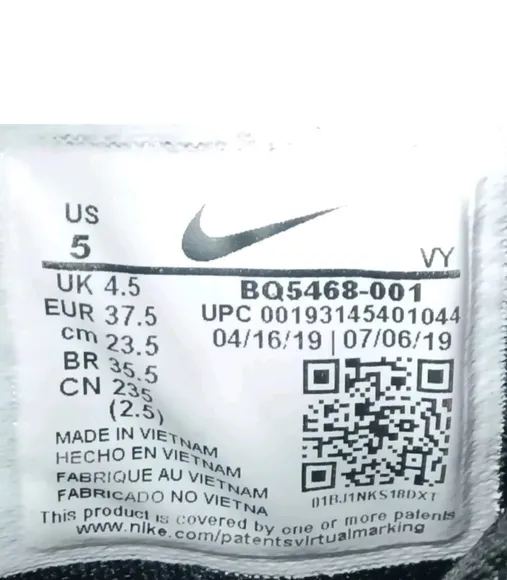 US
5
VY
UK 4.5
EUR 37.5
cm 23.5
BR 35.5
CN 235
(2.5)
BQ5468-001
UPC 00193145401044
04/16/19 | 07/06/19
MADE IN VIETNAM
HECHO EN VIETNAM
FABRIQUE AU VIETNAM
FABRICADO NO VIETNA
01BJ1NKS18DXT
This product is covered by one or more patents
www.nike.com/patentsvirtualmarking